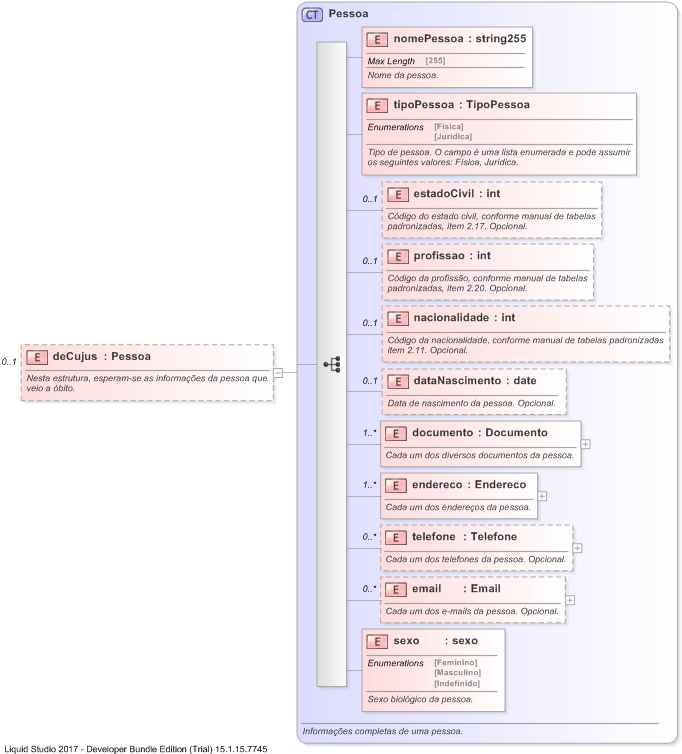 CT Pessoa
E nomePessoa : string255
Max Length [255]
Nome da pessoa.
E tipoPessoa : TipoPessoa
Enumerations [Física]
[Jurídica]
Tipo de pessoa. O campo é uma lista enumerada e pode assumir
os seguintes valores: Física, Jurídica.
0..1
E estadoCivil : int
Código do estado civil, conforme manual de tabelas
padronizadas, item 2.17. Opcional.
0..1
E profissao : int
Código da profissão, conforme manual de tabelas
padronizadas, item 2.20. Opcional.
0..1
E nacionalidade : int
Código da nacionalidade, conforme manual de tabelas padronizadas
item 2.11. Opcional.
0..1
E deCujus : Pessoa
Nesta estrutura, esperam-se as informações da pessoa que
veio a óbito.
0..1
E dataNascimento : date
Data de nascimento da pessoa. Opcional.
1..*
E documento : Documento
Cada um dos diversos documentos da pessoa.
1..*
E endereco : Endereco
Cada um dos endereços da pessoa.
0..*
E telefone : Telefone
Cada um dos telefones da pessoa. Opcional.
0..*
E email : Email
Cada um dos e-mails da pessoa. Opcional.
E sexo : sexo
Enumerations [Feminino]
[Masculino]
[Indefinido]
Sexo biológico da pessoa.
Informações completas de uma pessoa.
Liquid Studio 2017 - Developer Bundle Edition (Trial) 15.1.15.7745